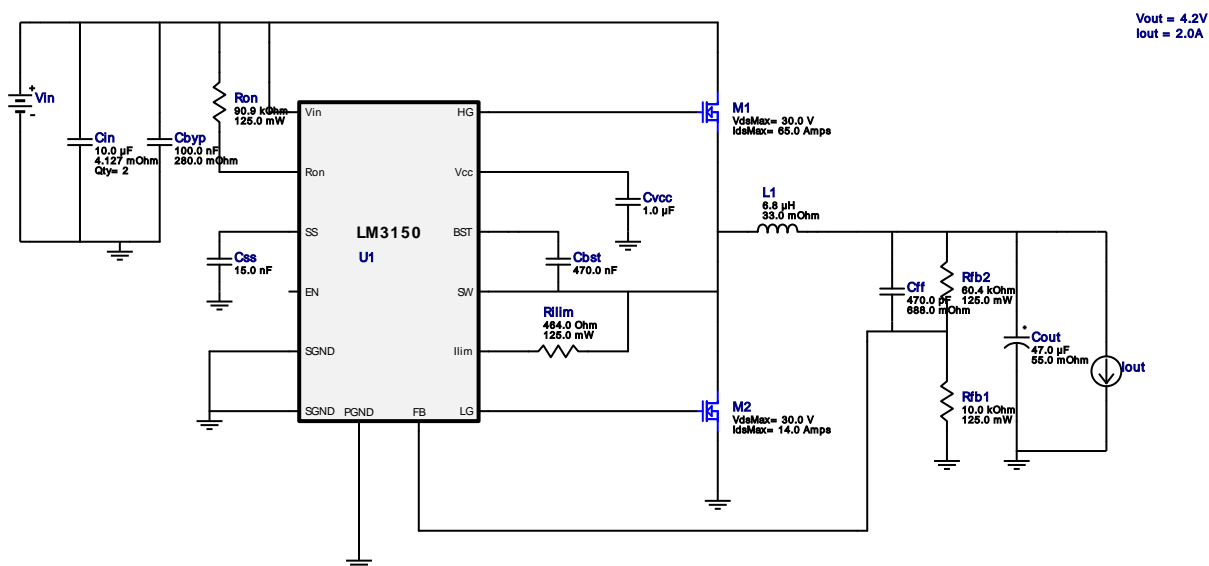 Vout = 4.2V
Iout = 2.0A
+
Vin
-
Cin
10.0 µF
4.127 mOhm
Qty= 2
Cbyp
100.0 nF
280.0 mOhm
Ron
90.9 kOhm
125.0 mW
Css
15.0 nF
Vin
Ron
SS
EN
SGND
SGND
PGND
FB
LM3150
U1
HG
Vcc
BST
SW
Ilim
LG
Cvcc
1.0 µF
Cbst
470.0 nF
Rilim
464.0 Ohm
125.0 mW
M1
VdsMax= 30.0 V
IdsMax= 65.0 Amps
L1
6.8 µH
33.0 mOhm
M2
VdsMax= 30.0 V
IdsMax= 14.0 Amps
Cff
470.0 pF
688.0 mOhm
Rfb2
60.4 kOhm
125.0 mW
Rfb1
10.0 kOhm
125.0 mW
Cout
47.0 µF
55.0 mOhm
Iout